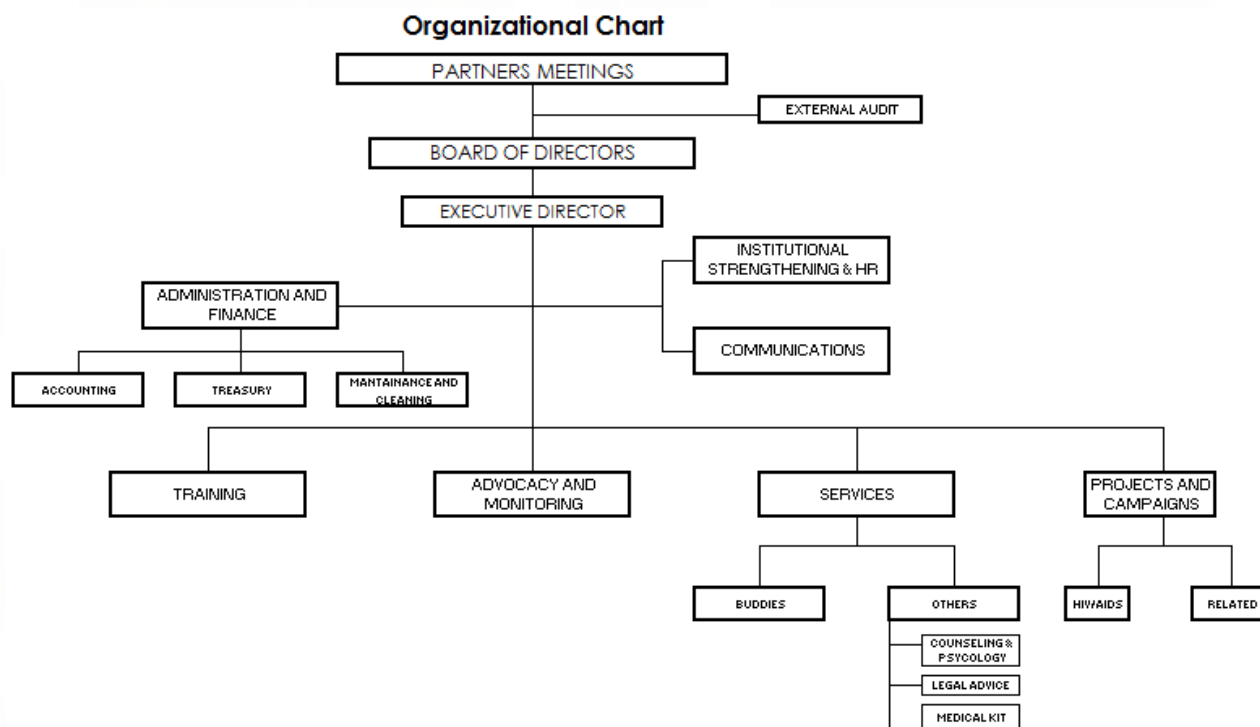 Organizational Chart
PARTNERS MEETINGS
EXTERNAL AUDIT
BOARD OF DIRECTORS
EXECUTIVE DIRECTOR
INSTITUTIONAL
STRENGTHENING & HR
ADMINISTRATION AND
FINANCE
COMMUNICATIONS
ACCOUNTING
TREASURY
MANTAINANCE AND
CLEANING
TRAINING
ADVOCACY AND
MONITORING
SERVICES
PROJECTS AND
CAMPAIGNS
BUDDIES
OTHERS
HIV/AIDS
RELATED
COUNSELING &
PSYCOLOGY
LEGAL ADVICE
MEDICAL KIT